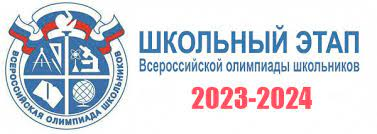 ВСЕРОССИЙСКАЯ ОЛИМПИАДА ШКОЛЬНИКОВ
ШКОЛЬНЫЙ ЭТАП
Всероссийской олимпиады школьников
2023-2024